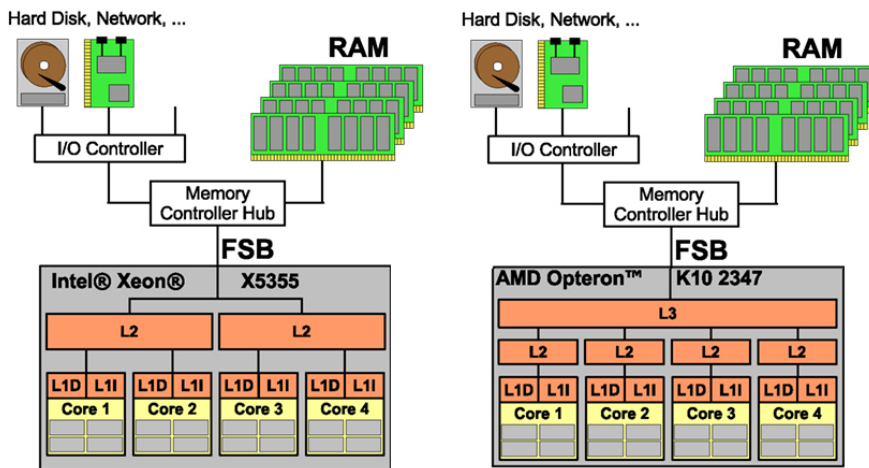 Hard Disk, Network, ...
RAM
I/O Controller
Memory
Controller Hub
FSB
Intel® Xeon® X5355
L2 L2
L1D L1I L1D L1I L1D L1I L1D L1I
Core 1 Core 2 Core 3 Core 4
Hard Disk, Network, ...
RAM
I/O Controller
Memory
Controller Hub
FSB
AMD Opteron™ K10 2347
L3
L2 L2 L2 L2
L1D L1I L1D L1I L1D L1I L1D L1I
Core 1 Core 2 Core 3 Core 4